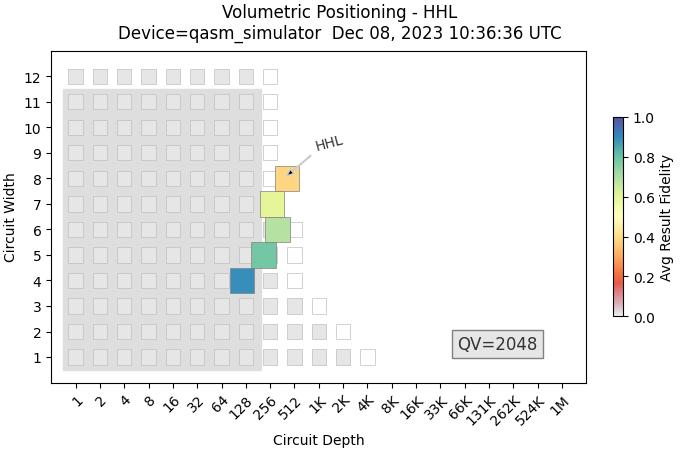 Volumetric Positioning - HHL
Device=qasm_simulator  Dec 08, 2023 10:36:36 UTC
Circuit Width
12
11
10
9
8
7
6
5
4
3
2
1
HHL
QV=2048
1 2 4 8 16 32 64 128 256 512 1K 2K 4K 8K 16K 33K 66K 131K 262K 524K 1M
Circuit Depth
1.0
0.8
0.6
0.4
0.2
0.0
Avg Result Fidelity